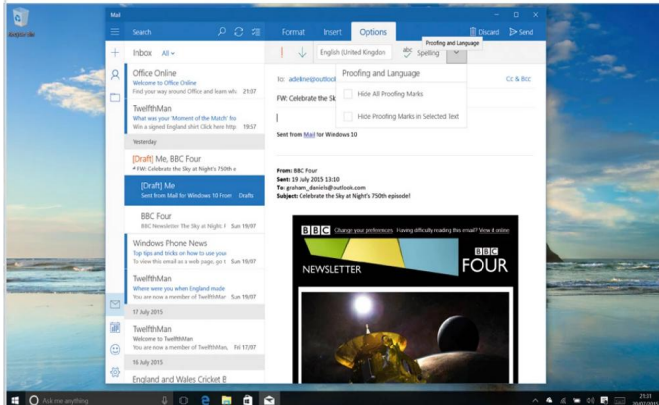 Mail
Search
Format Insert Options
Discard Send
Inbox All
English (United Kingdon
abc Spelling
Proofing and Language
Office Online
Welcome to Office Online
Find your way around Office and learn wh 21:07
To: adeline@outlool
Proofing and Language
Cc & Bcc
TwelfthMan
What was your 'Moment of the Match' fro
Win a signed England shirt Click here http 19:57
FW: Celebrate the Sk
Hide All Proofing Marks
Hide Proofing Marks in Selected Text
Yesterday
Sent from Mail for Windows 10
[Draft] Me, BBC Four
FW: Celebrate the Sky at Night's 750th e
[Draft] Me
Sent from Mail for Windows 10 From Drafts
From: BBC Four
Sent: 19 July 2015 13:10
To: graham_daniels@outlook.com
Subject: Celebrate the Sky at Night's 750th episode!
BBC Four
BBC Newsletter The Sky at Night Sun 19/07
Windows Phone News
Top tips and tricks on how to use your
To view this email as a web page, go t Sun 19/07
BBC Change your preferences Having difficulty reading this email? View it online
TwelfthMan
Where were you when England made
You are now a member of TwelfthMan Sun 19/07
NEWSLETTER
BBC
FOUR
17 July 2015
TwelfthMan
Welcome to TwelfthMan
You are now a member of TwelfthMan, Fri 17/07
16 July 2015
England and Wales Cricket B
Ask me anything
21:31
20/07/2015